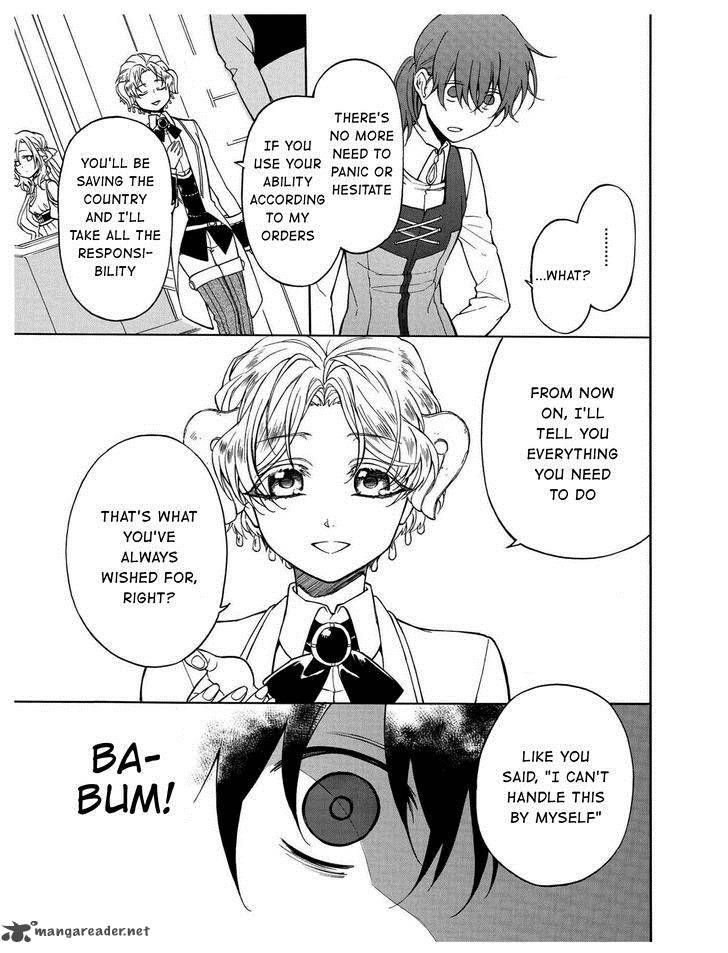 .......
...WHAT?
THERE'S
NO MORE
NEED TO
PANIC OR
HESITATE
IF YOU
USE YOUR
ABILITY
ACCORDING
TO MY
ORDERS
YOU'LL BE
SAVING THE
COUNTRY
AND I'LL
TAKE ALL THE
RESPONSI-
BILITY
FROM NOW
ON, I'LL
TELL YOU
EVERYTHING
YOU NEED
TO DO
THAT'S WHAT
YOU'VE
ALWAYS
WISHED FOR,
RIGHT?
LIKE YOU
SAID, "I CAN'T
HANDLE THIS
BY MYSELF"
BA-
BUM!
mangareader.net